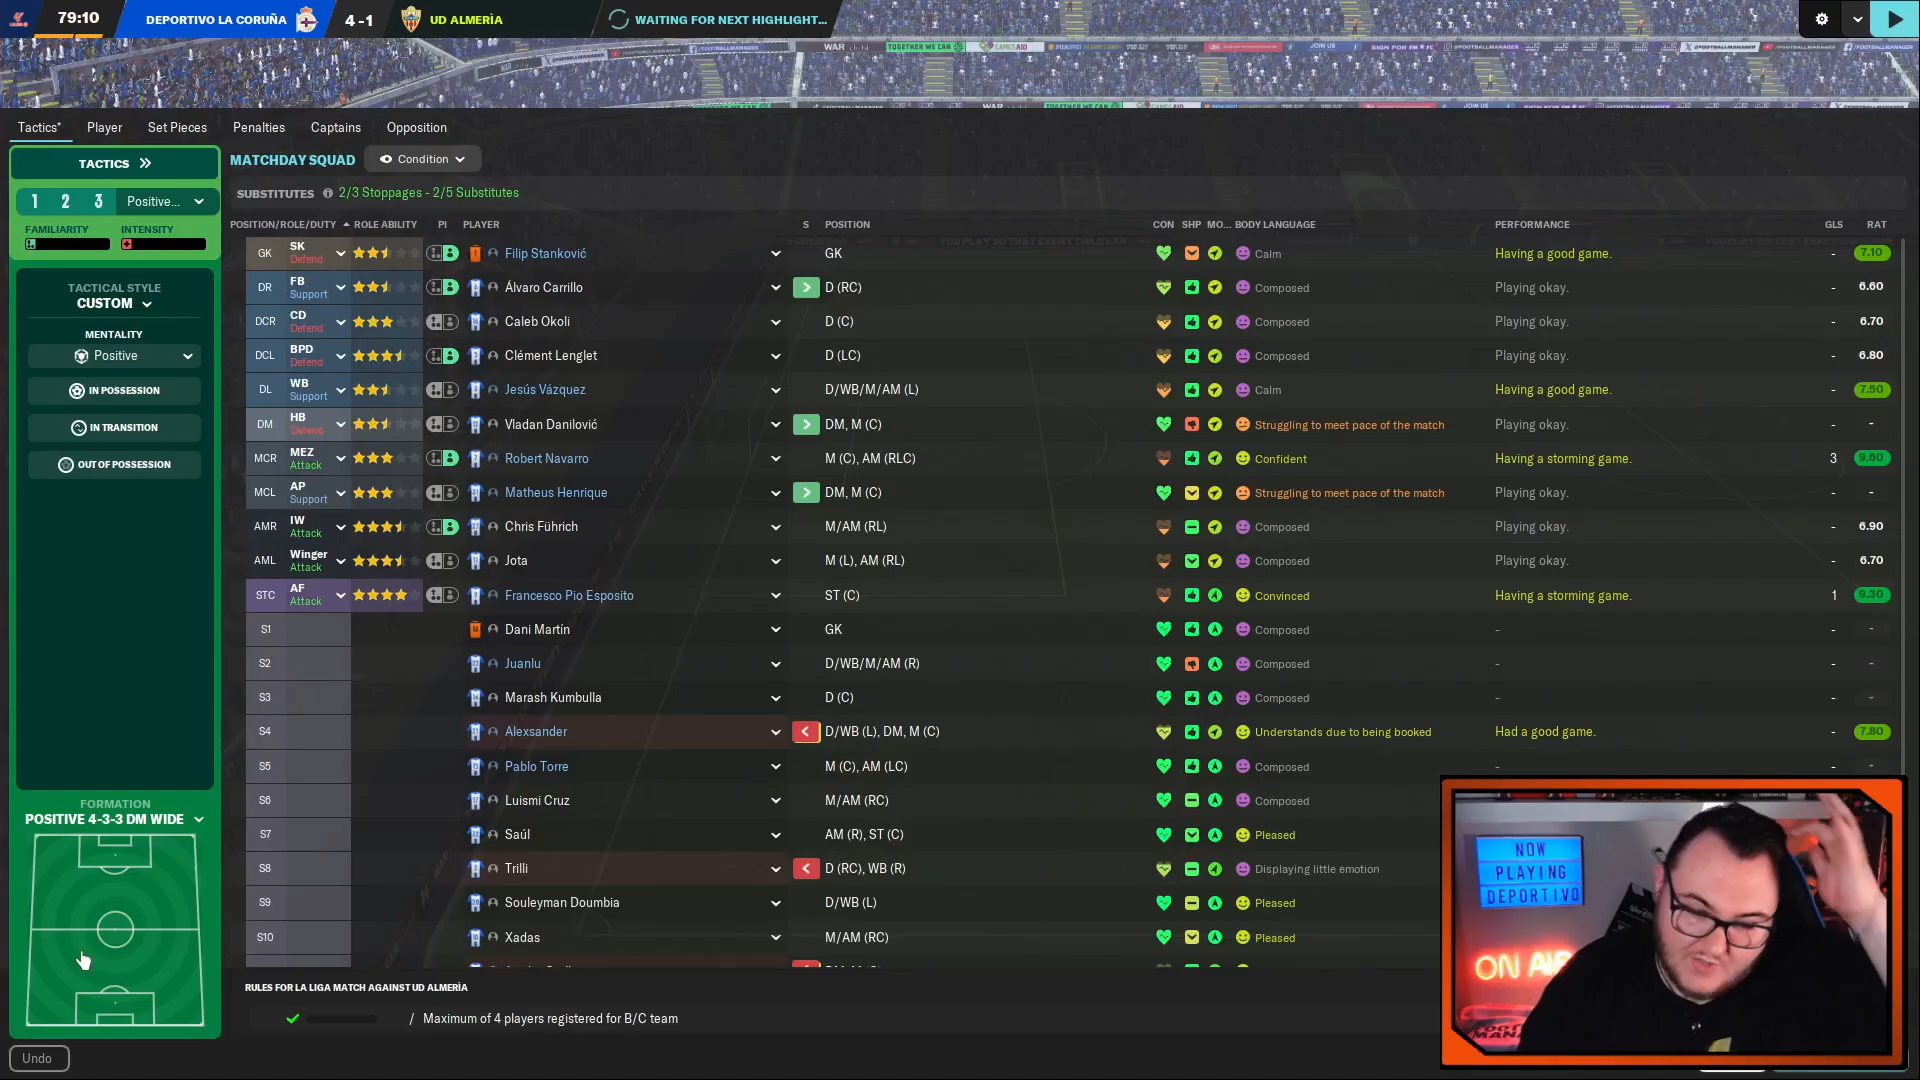 79:10 DEPORTIVO LA CORUÑA 4 - 1 UD ALMERÌA WAITING FOR NEXT HIGHLIGHT...
Tactics* Player Set Pieces Penalties Captains Opposition
TACTICS
1 2 3 Positive...
FAMILIARITY INTENSITY
TACTICAL STYLE
CUSTOM
MENTALITY
Positive
IN POSSESSION
IN TRANSITION
OUT OF POSSESSION
FORMATION
POSITIVE 4-3-3 DM WIDE
Undo
MATCHDAY SQUAD Condition
SUBSTITUTES 2/3 Stoppages - 2/5 Substitutes
POSITION/ROLE/DUTY ROLE ABILITY PI PLAYER S POSITION CON SHP MO... BODY LANGUAGE PERFORMANCE GLS RAT
GK SK Defend Filip Stanković GK Calm Having a good game. - 7.10
DR FB Support Álvaro Carrillo D (RC) Composed Playing okay. - 6.60
DCR CD Defend Caleb Okoli D (C) Composed Playing okay. - 6.70
DCL BPD Defend Clément Lenglet D (LC) Composed Playing okay. - 6.80
DL WB Support Jesús Vázquez D/WB/M/AM (L) Calm Having a good game. - 7.50
DM HB Defend Vladan Danilović DM, M (C) Struggling to meet pace of the match Playing okay. - -
MCR MEZ Attack Robert Navarro M (C), AM (RLC) Confident Having a storming game. 3 9.60
MCL AP Support Matheus Henrique DM, M (C) Struggling to meet pace of the match Playing okay. - -
AMR IW Attack Chris Führich M/AM (RL) Composed Playing okay. - 6.90
AML Winger Attack Jota M (L), AM (RL) Composed Playing okay. - 6.70
STC AF Attack Francesco Pio Esposito ST (C) Convinced Having a storming game. 1 9.30
S1 Dani Martín GK Composed - - -
S2 Juanlu D/WB/M/AM (R) Composed - - -
S3 Marash Kumbulla D (C) Composed - - -
S4 Alexsander D/WB (L), DM, M (C) Understands due to being booked Had a good game. - 7.80
S5 Pablo Torre M (C), AM (LC) Composed - - -
S6 Luismi Cruz M/AM (RC) Composed
S7 Saúl AM (R), ST (C) Pleased
S8 Trilli D (RC), WB (R) Displaying little emotion
S9 Souleyman Doumbia D/WB (L) Pleased
S10 Xadas M/AM (RC) Pleased
RULES FOR LA LIGA MATCH AGAINST UD ALMERÌA
/ Maximum of 4 players registered for B/C team
NOW
PLAYING
DEPORTIVO
ON AIR